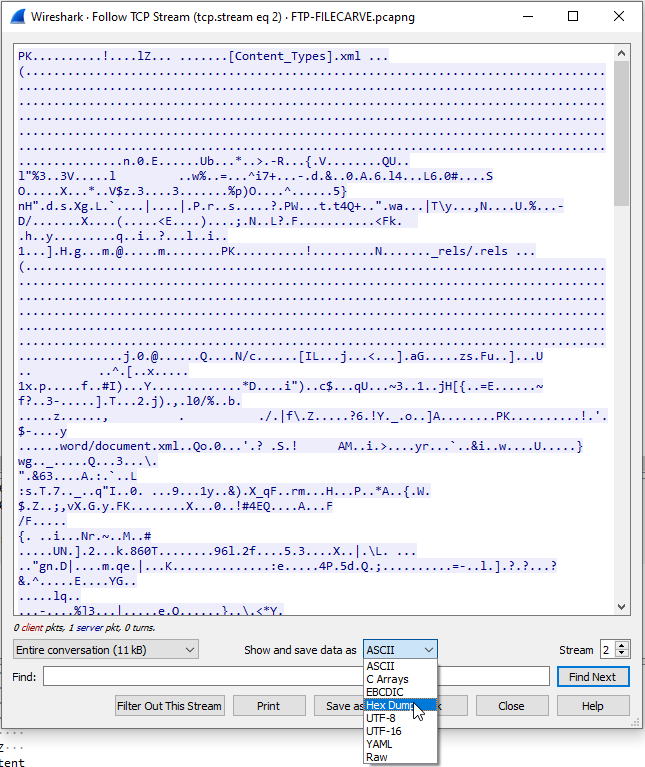 Wireshark · Follow TCP Stream (tcp.stream eq 2) · FTP-FILECARVE.pcapng
PK..........!....lZ... .......[Content_Types].xml ...
(...............................................................................
................................................................................
................................................................................
................................................................................
................................................................................
................................................................................
..............n.0.E......Ub...*..>.-R...{.V........QU..
l"%3..3V.....l        ..w%..=...^i7+...-.d.&..0.A.6.l4...L6.0#....S
O.....X...*..V$z.3....3.......%p)O....^......5}
nH".d.s.Xg.L.`....|....|.P.r..s.....?.PW...t.t4Q+..".wa...|T\y...,N....U.%...-
D/.......X....(.....<E....)....;.N..L?.F..........<Fk.
.h..y.........q..i..?...l..i..
1...].H.g...m.@.....m........PK..........!.........N......._rels/.rels ...
(...............................................................................
................................................................................
................................................................................
................................................................................
................................................................................
................................................................................
..............j.0.@......Q....N/c......[IL...j...<...].aG.....zs.Fu..]...U
..         ..^.[..x.....
1x.p.....f..#I)...Y............*D....i")..c$...qU...~3..1..jH[{..=E......~
f?..3-.....].T...2.j).,.l0/%..b.
.....z......,          .          ./.|f\.Z.....?6.!Y._.o..]A........PK..........!.'.
$-....y
......word/document.xml..Qo.0...'.? .S.!      AM..i.>....yr...`..&i..w....U.....}
wg.._.....Q...3...\.
".&63....A.:.`..L
:s.T.7.._..q"I..0. ...9...1y..&).X_qF..rm...H...P..*A..{.W.
$.Z..;,vX.G.y.FK........X...0..!#4EQ....A...F
/F.....
{. ..i...Nr.~..M..#
.....UN.].2...k.860T........96l.2f....5.3...X..|.\L. ...
.."gn.D|....m.qe.|...K.............:e.....4P.5d.Q.;.........=-..l.].?.?...?
&.^.....E....YG..
.....lq..
...-....%]3...|.....e.O......}..\.<*Y.
0 client pkts, 1 server pkt, 0 turns.
Entire conversation (11 kB) Show and save data as ASCII Stream 2
ASCII
C Arrays
EBCDIC
Hex Dump
UTF-8
UTF-16
YAML
Raw
Find: Find Next
Filter Out This Stream Print Save as Close Help